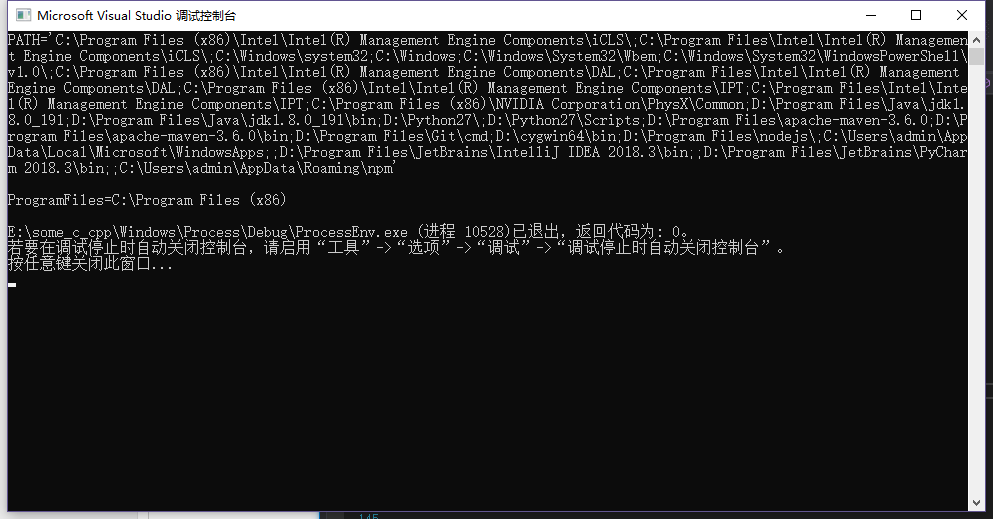 Microsoft Visual Studio 调试控制台
PATH='C:\Program Files (x86)\Intel\Intel(R) Management Engine Components\iCLS\;C:\Program Files\Intel\Intel(R) Managemen
t Engine Components\iCLS\;C:\Windows\system32;C:\Windows;C:\Windows\System32\Wbem;C:\Windows\System32\WindowsPowerShell\
v1.0\;C:\Program Files (x86)\Intel\Intel(R) Management Engine Components\DAL;C:\Program Files\Intel\Intel(R) Management
Engine Components\DAL;C:\Program Files (x86)\Intel\Intel(R) Management Engine Components\IPT;C:\Program Files\Intel\Inte
l(R) Management Engine Components\IPT;C:\Program Files (x86)\NVIDIA Corporation\PhysX\Common;D:\Program Files\Java\jdk1.
8.0_191;D:\Program Files\Java\jdk1.8.0_191\bin;D:\Python27\;D:\Python27\Scripts;D:\Program Files\apache-maven-3.6.0;D:\P
rogram Files\apache-maven-3.6.0\bin;D:\Program Files\Git\cmd;D:\cygwin64\bin;D:\Program Files\nodejs\;C:\Users\admin\App
Data\Local\Microsoft\WindowsApps;;D:\Program Files\JetBrains\IntelliJ IDEA 2018.3\bin;;D:\Program Files\JetBrains\PyChar
m 2018.3\bin;;C:\Users\admin\AppData\Roaming\npm'
ProgramFiles=C:\Program Files (x86)
E:\some_c_cpp\Windows\Process\Debug\ProcessEnv.exe (进程 10528)已退出，返回代码为: 0。
若要在调试停止时自动关闭控制台，请启用“工具”->“选项”->“调试”->“调试停止时自动关闭控制台”。
按任意键关闭此窗口...